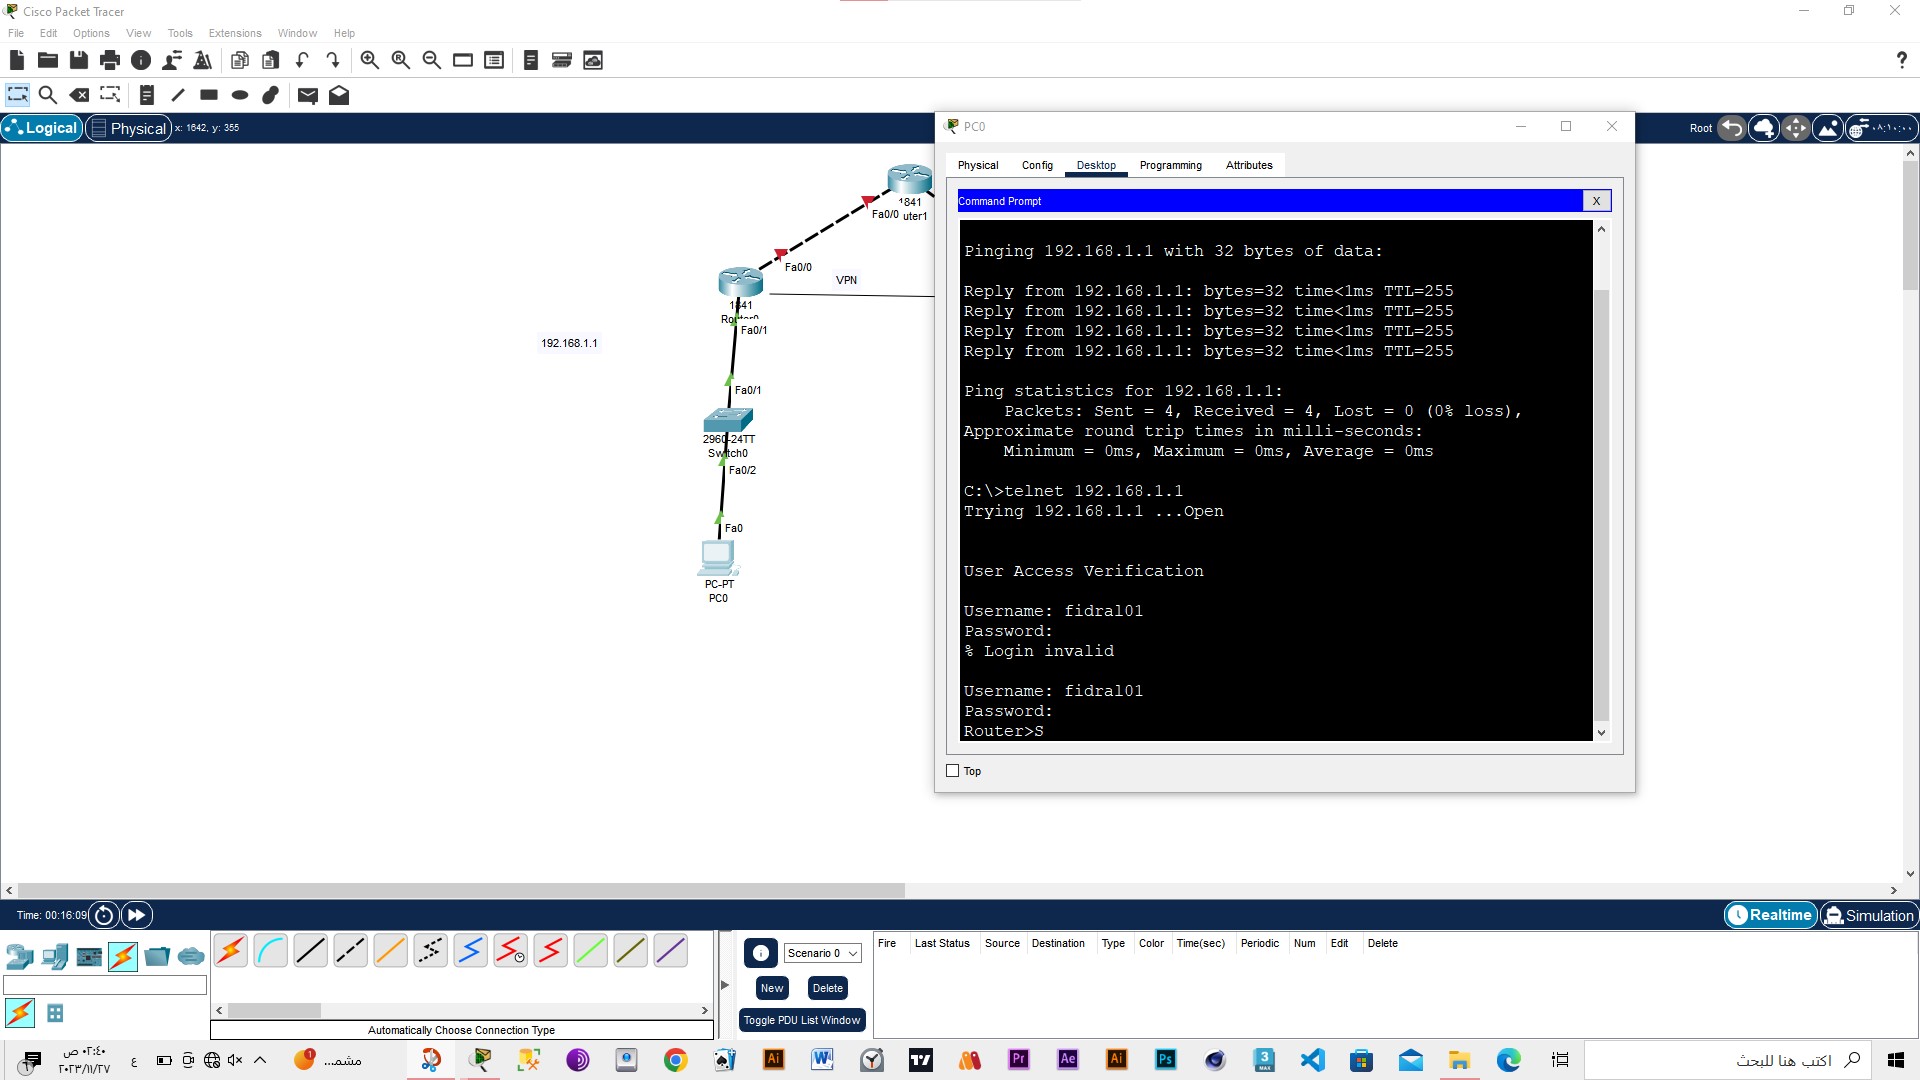 Cisco Packet Tracer
File Edit Options View Tools Extensions Window Help
Logical Physical x: 1642, y: 355
Root
PC0
Physical Config Desktop Programming Attributes
Command Prompt X
Pinging 192.168.1.1 with 32 bytes of data:
Reply from 192.168.1.1: bytes=32 time<1ms TTL=255
Reply from 192.168.1.1: bytes=32 time<1ms TTL=255
Reply from 192.168.1.1: bytes=32 time<1ms TTL=255
Reply from 192.168.1.1: bytes=32 time<1ms TTL=255
Ping statistics for 192.168.1.1:
Packets: Sent = 4, Received = 4, Lost = 0 (0% loss),
Approximate round trip times in milli-seconds:
Minimum = 0ms, Maximum = 0ms, Average = 0ms
C:\>telnet 192.168.1.1
Trying 192.168.1.1 ...Open
User Access Verification
Username: fidral01
Password:
% Login invalid
Username: fidral01
Password:
Router>S
Top
1841
Fa0/0 uter1
Fa0/0
VPN
1841
Router0
Fa0/1
192.168.1.1
Fa0/1
2960-24TT
Switch0
Fa0/2
Fa0
PC-PT
PC0
Time: 00:16:09
Realtime Simulation
Scenario 0
New Delete
Toggle PDU List Window
Fire Last Status Source Destination Type Color Time(sec) Periodic Num Edit Delete
Automatically Choose Connection Type
٠٢:٤٠ ص
٢٠٢٣/١١/٢٧
ع
1
مشم...
Ai W Pr Ae Ai Ps
3 MAX
اكتب هنا للبحث